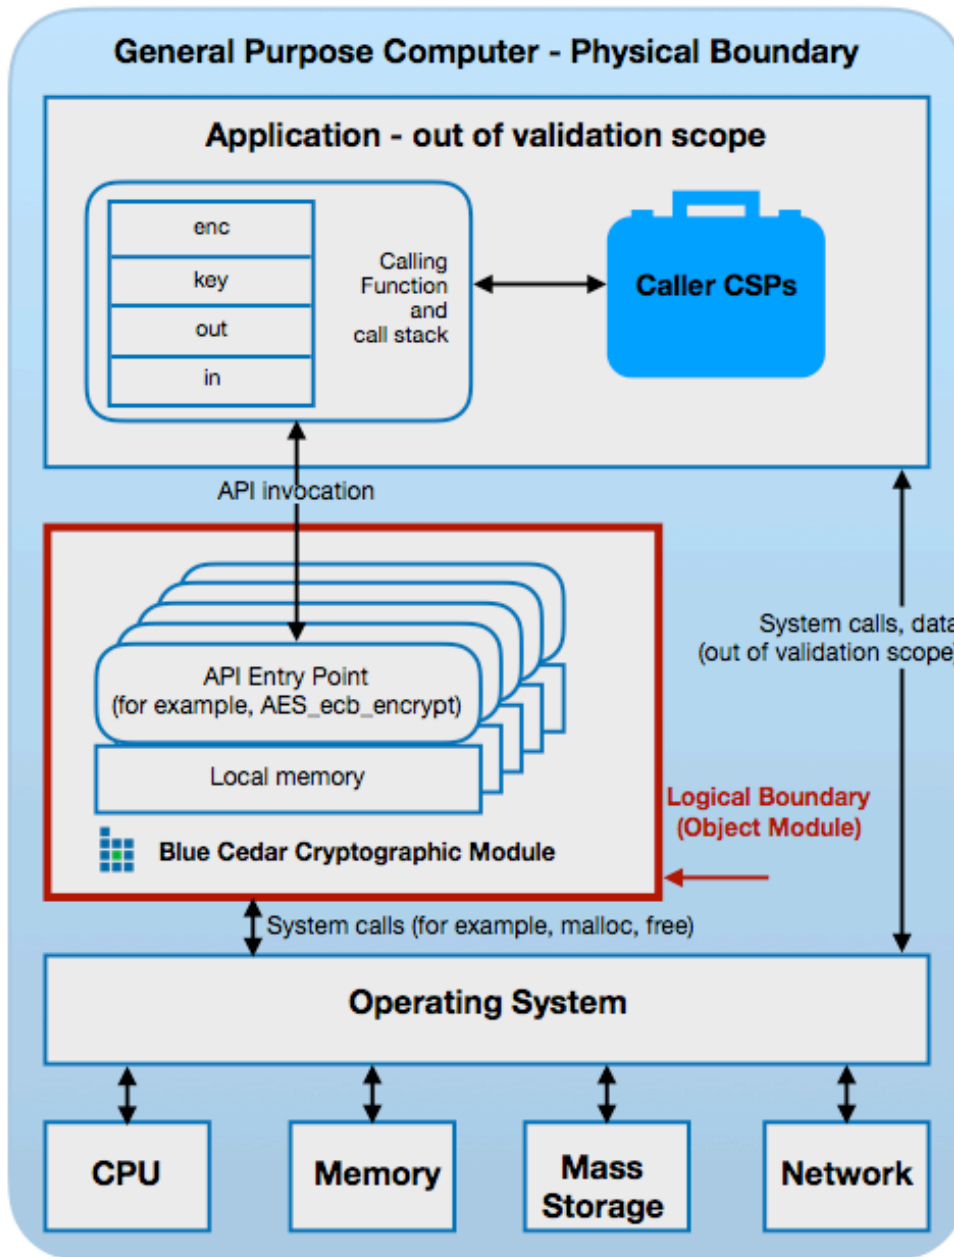 General Purpose Computer - Physical Boundary
Application - out of validation scope
enc
key
out
in
Calling
Function
and
call stack
Caller CSPs
API invocation
API Entry Point
(for example, AES_ecb_encrypt)
Local memory
Blue Cedar Cryptographic Module
System calls, data
(out of validation scope)
Logical Boundary
(Object Module)
System calls (for example, malloc, free)
Operating System
CPU
Memory
Mass
Storage
Network